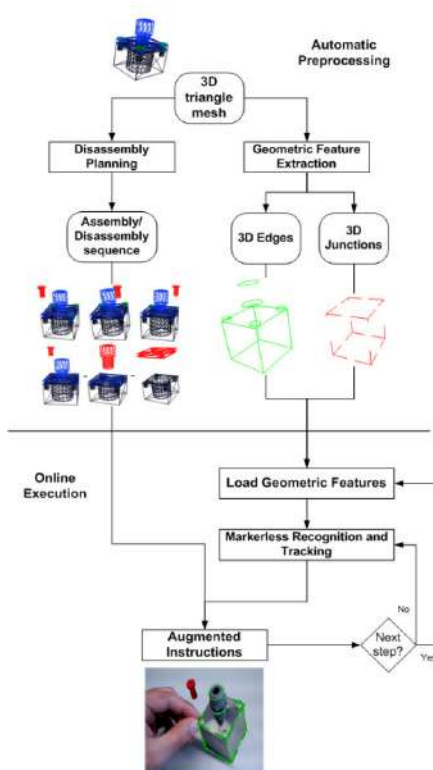 Automatic
Preprocessing
3D
triangle
mesh
Disassembly
Planning
Geometric Feature
Extraction
Assembly/
Disassembly
sequence
3D Edges
3D
Junctions
Online
Execution
Load Geometric Features
Markerless Recognition and
Tracking
No
Augmented
Instructions
Next
step?
Yes